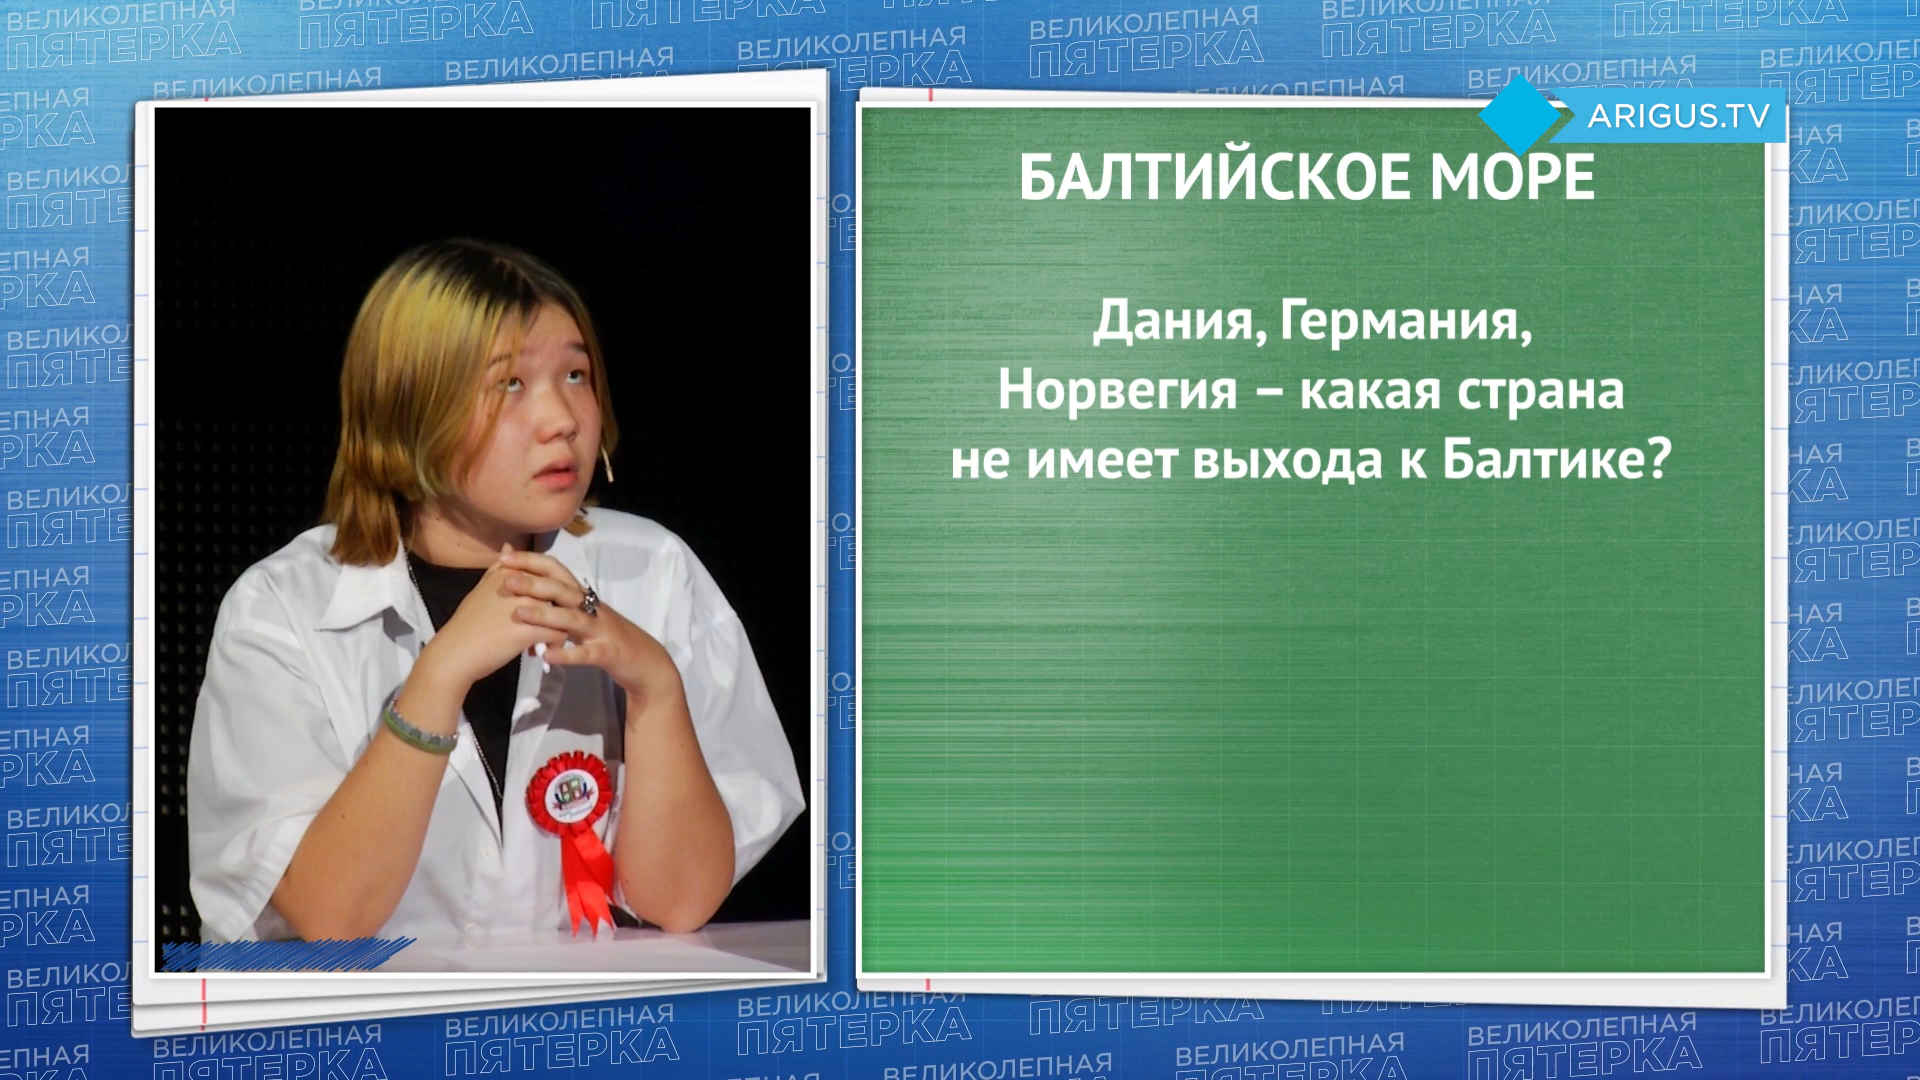 ARIGUS.TV
БАЛТИЙСКОЕ МОРЕ
Дания, Германия,
Норвегия – какая страна
не имеет выхода к Балтике?
ВЕЛИКОЛЕПНАЯ
ПЯТЕРКА